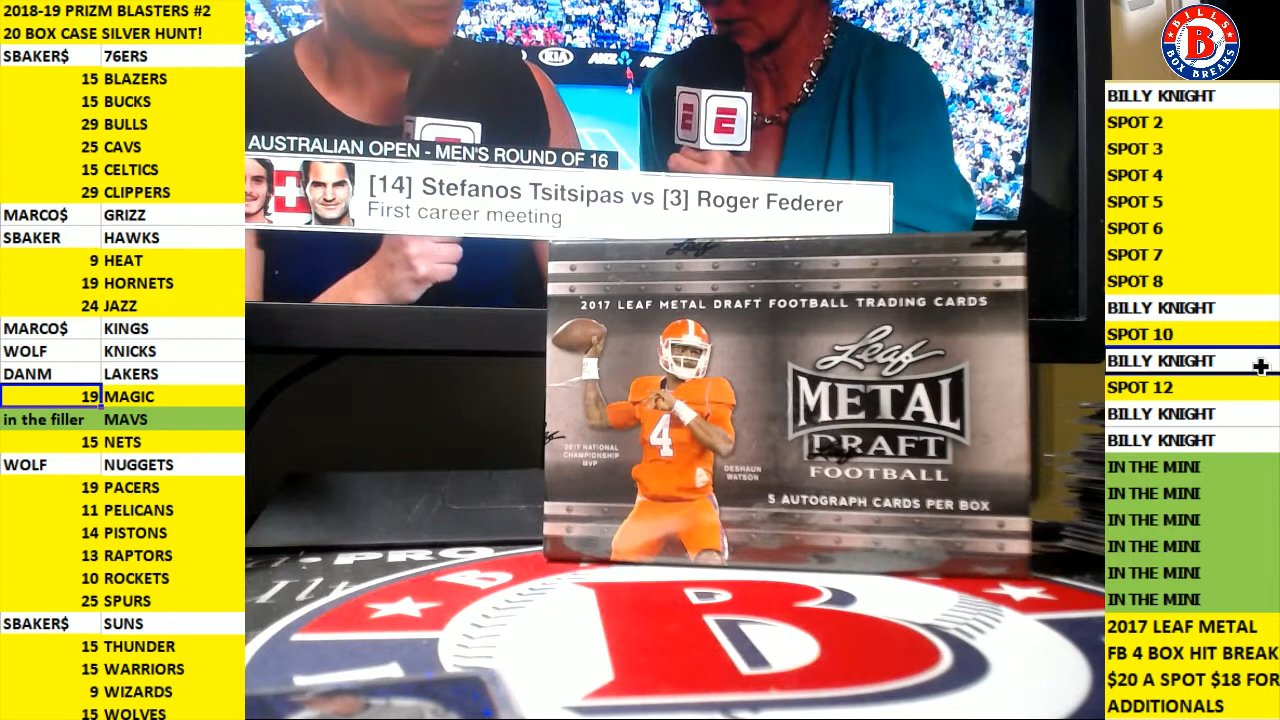 2018-19 PRIZM BLASTERS #2
20 BOX CASE SILVER HUNT!
SBAKER$ 76ERS
15 BLAZERS
15 BUCKS
29 BULLS
25 CAVS
15 CELTICS
29 CLIPPERS
MARCO$ GRIZZ
SBAKER HAWKS
9 HEAT
19 HORNETS
24 JAZZ
MARCO$ KINGS
WOLF KNICKS
DANM LAKERS
19 MAGIC
in the filler MAVS
15 NETS
WOLF NUGGETS
19 PACERS
11 PELICANS
14 PISTONS
13 RAPTORS
10 ROCKETS
25 SPURS
SBAKER$ SUNS
15 THUNDER
15 WARRIORS
9 WIZARDS
15 WOLVES
KIA ANZ
E
AUSTRALIAN OPEN - MEN'S ROUND OF 16
[14] Stefanos Tsitsipas vs [3] Roger Federer
First career meeting
2017 LEAF METAL DRAFT FOOTBALL TRADING CARDS
Leaf
METAL
DRAFT
FOOTBALL
4
2017 NATIONAL
CHAMPIONSHIP
MVP
DESHAUN
WATSON
5 AUTOGRAPH CARDS PER BOX
PRO
B
BILLS
B
BOX BREAKS
BILLY KNIGHT
SPOT 2
SPOT 3
SPOT 4
SPOT 5
SPOT 6
SPOT 7
SPOT 8
BILLY KNIGHT
SPOT 10
BILLY KNIGHT
SPOT 12
BILLY KNIGHT
BILLY KNIGHT
IN THE MINI
IN THE MINI
IN THE MINI
IN THE MINI
IN THE MINI
IN THE MINI
2017 LEAF METAL
FB 4 BOX HIT BREAK
$20 A SPOT $18 FOR
ADDITIONALS